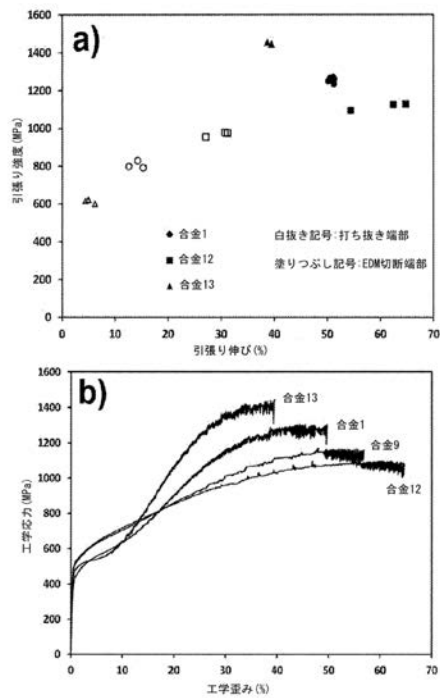 a)
1600
1400
1200
1000
800
600
400
200
0
引張り強度(MPa)
合金1
合金12
合金13
白抜き記号:打ち抜き端部
塗りつぶし記号:EDM切断端部
0 10 20 30 40 50 60 70
引張り伸び(%)
b)
1600
1400
1200
1000
800
600
400
200
0
工学応力(MPa)
合金13
合金1
合金9
合金12
0 10 20 30 40 50 60 70
工学歪み(%)